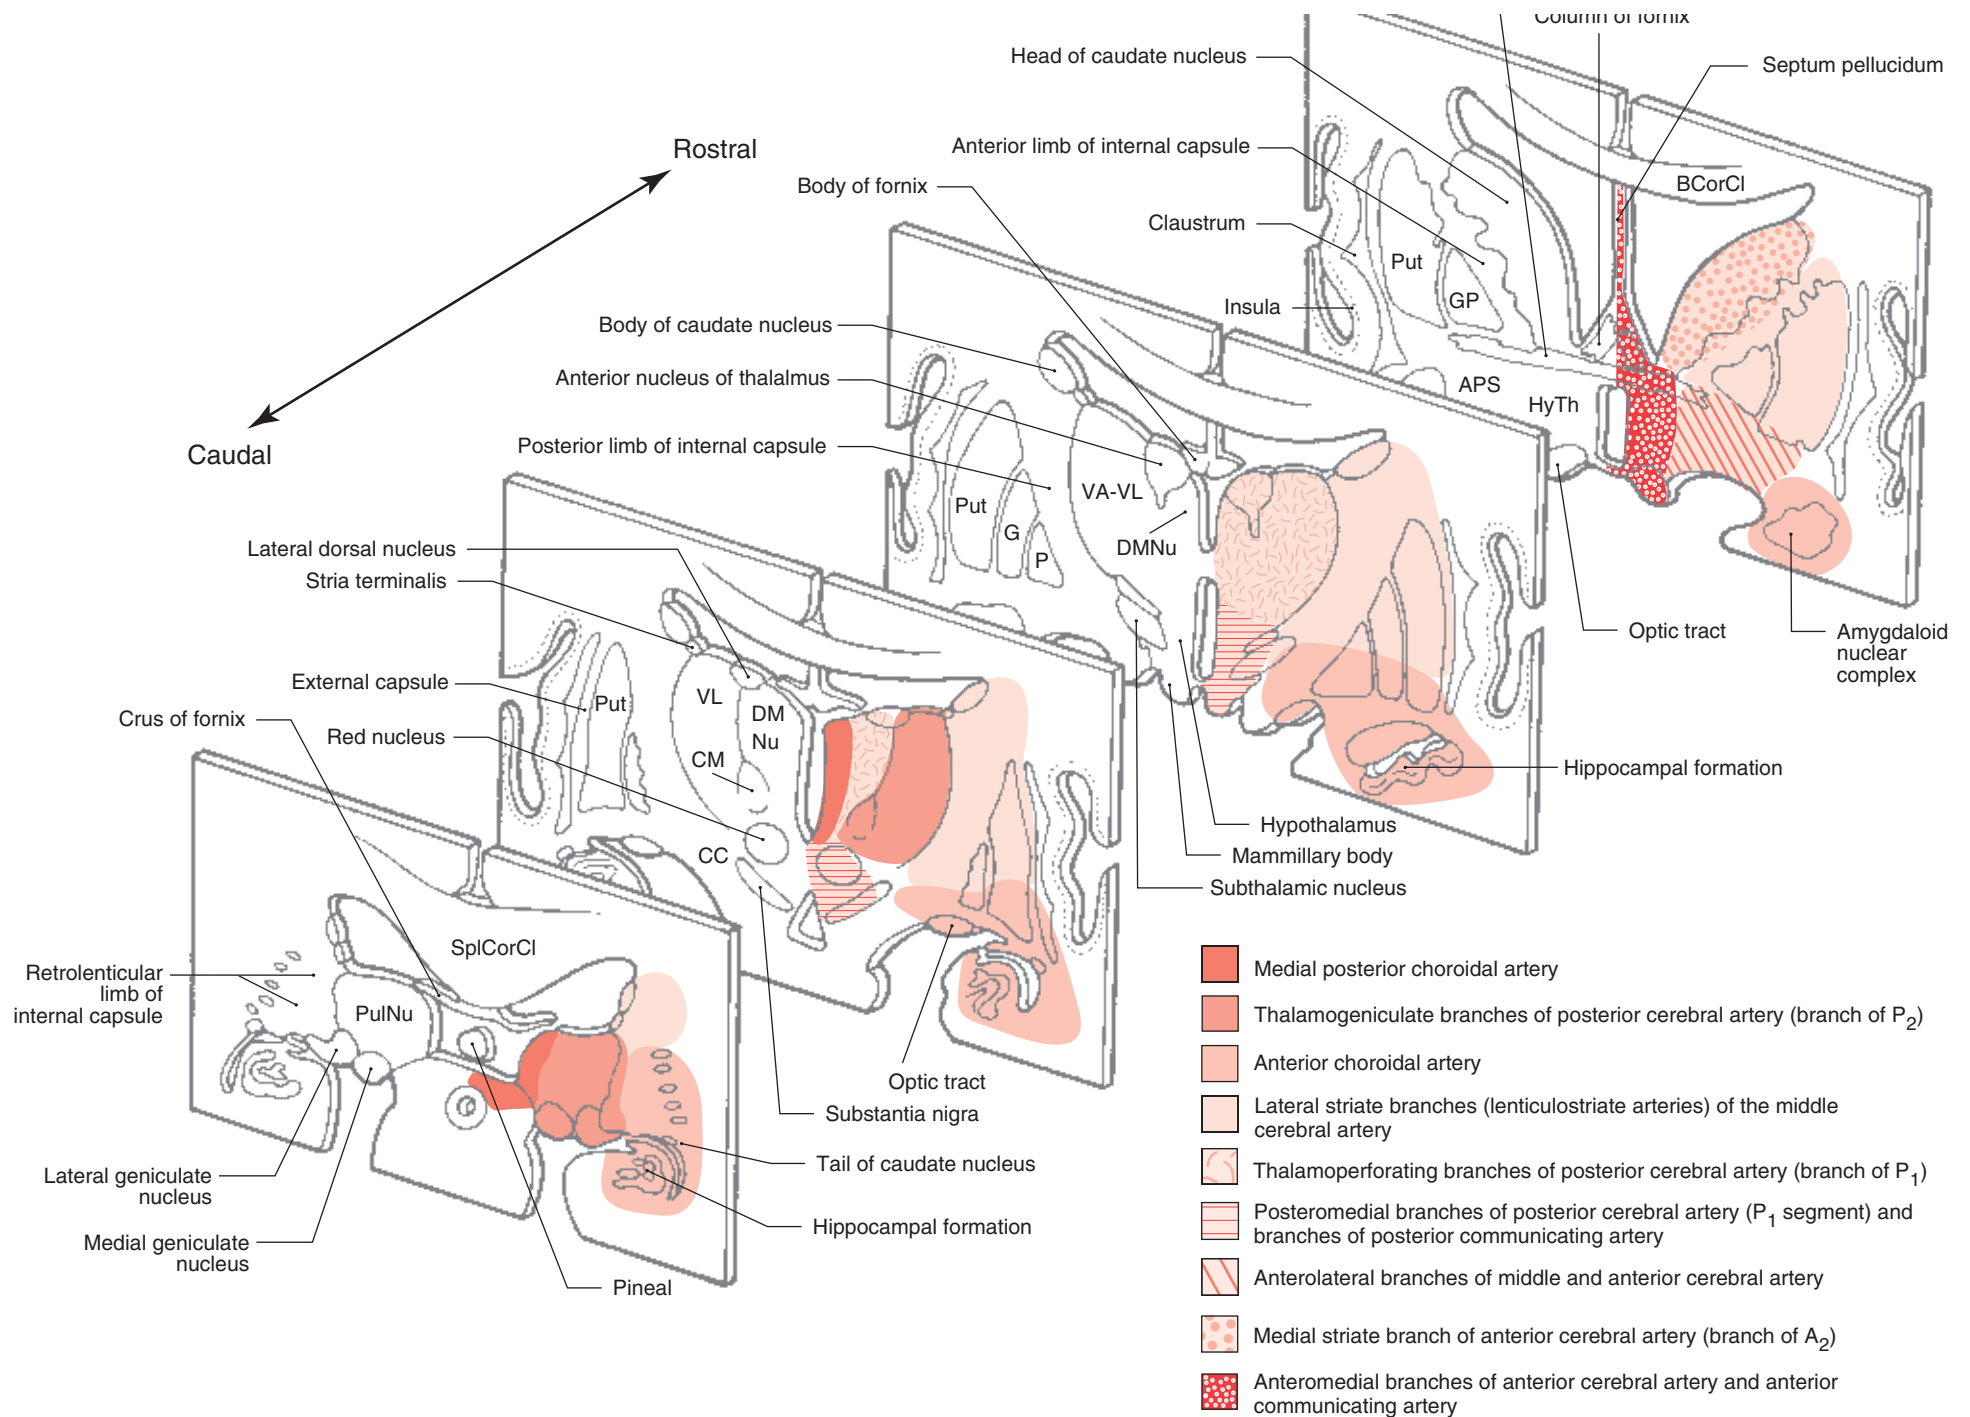 Column of fornix
Head of caudate nucleus
Septum pellucidum
Rostral
Anterior limb of internal capsule
Body of fornix
BCorCl
Claustrum
Put
GP
Insula
Body of caudate nucleus
Anterior nucleus of thalalmus
APS
HyTh
Caudal
Posterior limb of internal capsule
Put
G
P
VA-VL
DMNu
Lateral dorsal nucleus
Stria terminalis
Optic tract
Amygdaloid
nuclear
complex
External capsule
Put
VL
DM
Nu
Crus of fornix
Red nucleus
CM
CC
Hippocampal formation
Hypothalamus
Mammillary body
Subthalamic nucleus
SplCorCl
Retrolenticular
limb of
internal capsule
PulNu
Optic tract
Substantia nigra
Lateral geniculate
nucleus
Tail of caudate nucleus
Medial geniculate
nucleus
Hippocampal formation
Pineal
Medial posterior choroidal artery
Thalamogeniculate branches of posterior cerebral artery (branch of P2)
Anterior choroidal artery
Lateral striate branches (lenticulostriate arteries) of the middle
cerebral artery
Thalamoperforating branches of posterior cerebral artery (branch of P1)
Posteromedial branches of posterior cerebral artery (P1 segment) and
branches of posterior communicating artery
Anterolateral branches of middle and anterior cerebral artery
Medial striate branch of anterior cerebral artery (branch of A2)
Anteromedial branches of anterior cerebral artery and anterior
communicating artery